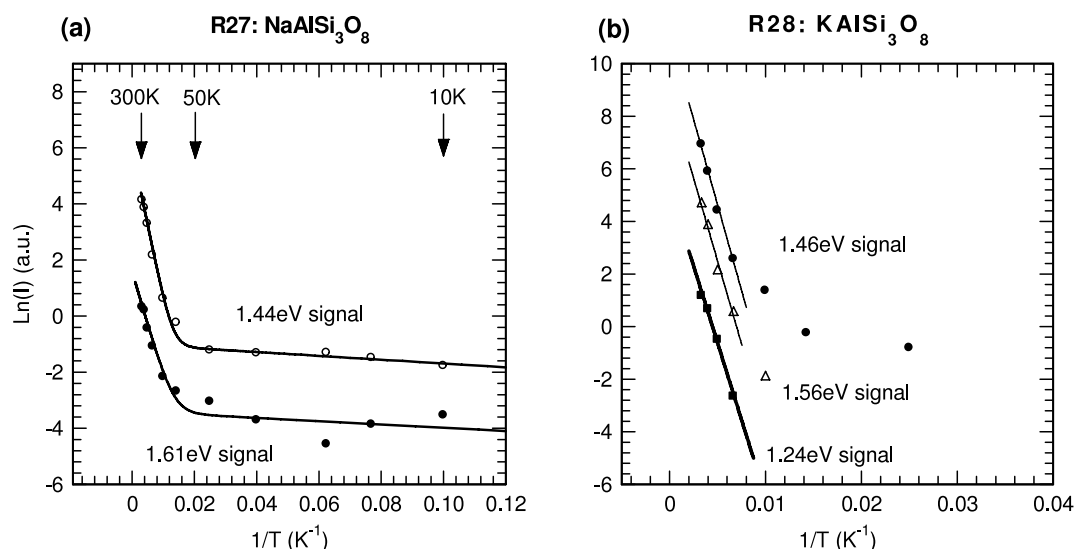 (a) R27: NaAlSi3O8
8
6
4
2
0
-2
-4
-6
Ln(I) (a.u.)
300K 50K 10K
1.44eV signal
1.61eV signal
0 0.02 0.04 0.06 0.08 0.10 0.12
1/T (K-1)
(b) R28: KAlSi3O8
10
8
6
4
2
0
-2
-4
-6
1.46eV signal
1.56eV signal
1.24eV signal
0 0.01 0.02 0.03 0.04
1/T (K-1)